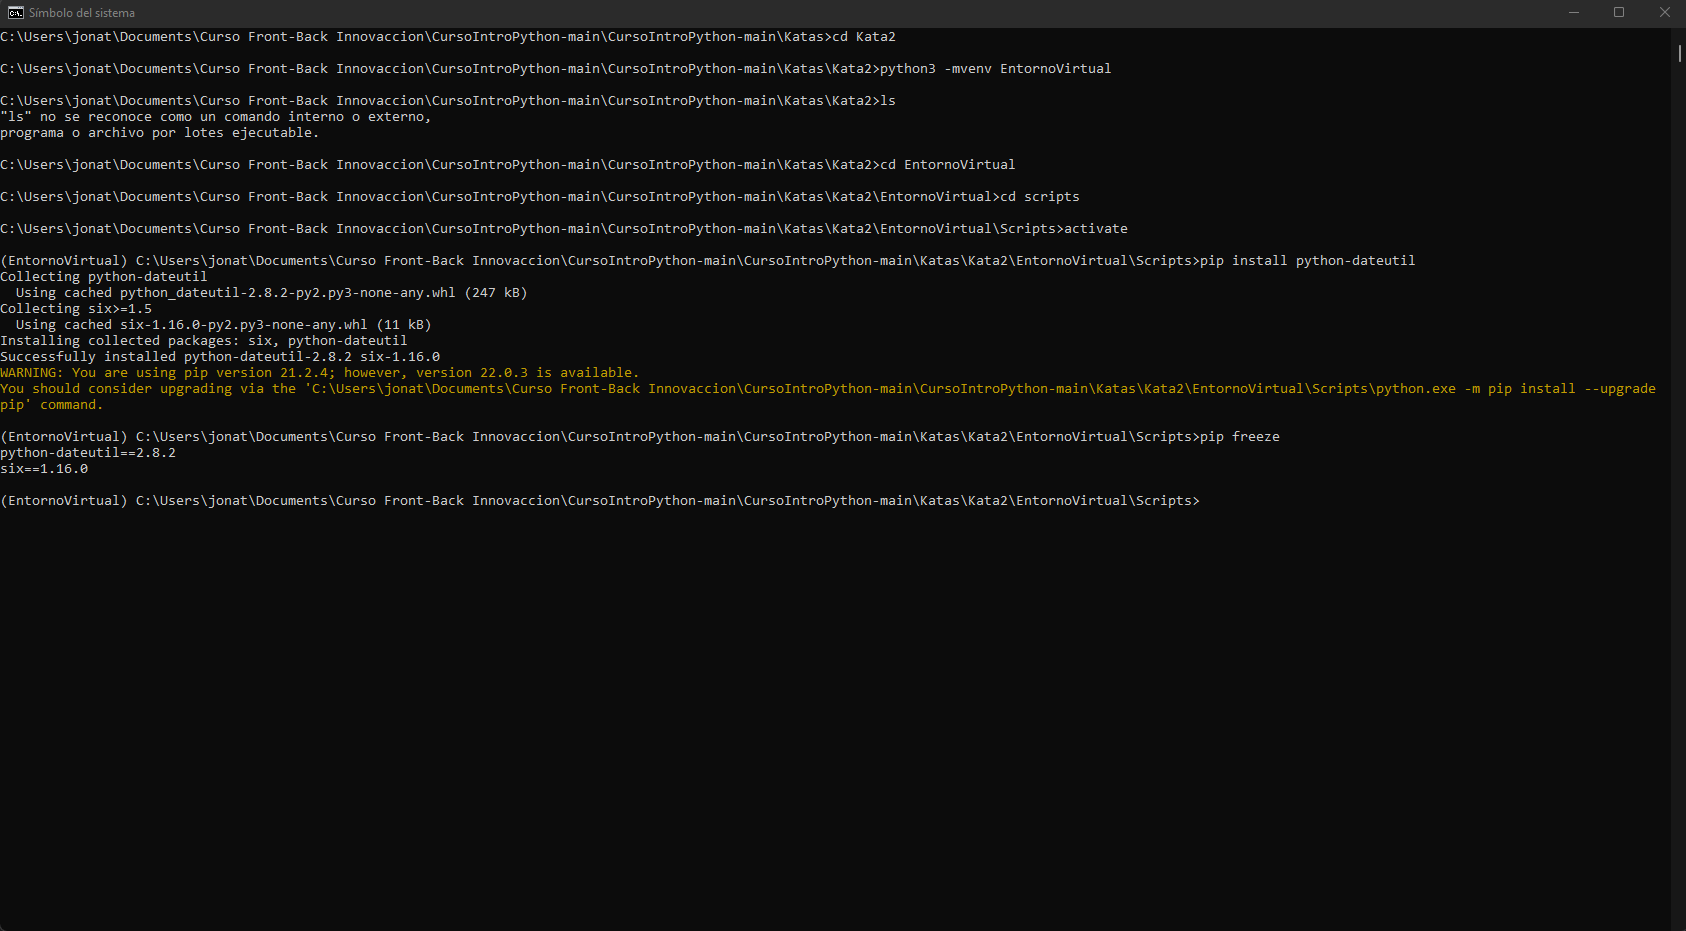 Símbolo del sistema
C:\Users\jonat\Documents\Curso Front-Back Innovaccion\CursoIntroPython-main\CursoIntroPython-main\Katas>cd Kata2
C:\Users\jonat\Documents\Curso Front-Back Innovaccion\CursoIntroPython-main\CursoIntroPython-main\Katas\Kata2>python3 -mvenv EntornoVirtual
C:\Users\jonat\Documents\Curso Front-Back Innovaccion\CursoIntroPython-main\CursoIntroPython-main\Katas\Kata2>ls
"ls" no se reconoce como un comando interno o externo,
programa o archivo por lotes ejecutable.
C:\Users\jonat\Documents\Curso Front-Back Innovaccion\CursoIntroPython-main\CursoIntroPython-main\Katas\Kata2>cd EntornoVirtual
C:\Users\jonat\Documents\Curso Front-Back Innovaccion\CursoIntroPython-main\CursoIntroPython-main\Katas\Kata2\EntornoVirtual>cd scripts
C:\Users\jonat\Documents\Curso Front-Back Innovaccion\CursoIntroPython-main\CursoIntroPython-main\Katas\Kata2\EntornoVirtual\Scripts>activate
(EntornoVirtual) C:\Users\jonat\Documents\Curso Front-Back Innovaccion\CursoIntroPython-main\CursoIntroPython-main\Katas\Kata2\EntornoVirtual\Scripts>pip install python-dateutil
Collecting python-dateutil
  Using cached python_dateutil-2.8.2-py2.py3-none-any.whl (247 kB)
Collecting six>=1.5
  Using cached six-1.16.0-py2.py3-none-any.whl (11 kB)
Installing collected packages: six, python-dateutil
Successfully installed python-dateutil-2.8.2 six-1.16.0
WARNING: You are using pip version 21.2.4; however, version 22.0.3 is available.
You should consider upgrading via the 'C:\Users\jonat\Documents\Curso Front-Back Innovaccion\CursoIntroPython-main\CursoIntroPython-main\Katas\Kata2\EntornoVirtual\Scripts\python.exe -m pip install --upgrade
pip' command.
(EntornoVirtual) C:\Users\jonat\Documents\Curso Front-Back Innovaccion\CursoIntroPython-main\CursoIntroPython-main\Katas\Kata2\EntornoVirtual\Scripts>pip freeze
python-dateutil==2.8.2
six==1.16.0
(EntornoVirtual) C:\Users\jonat\Documents\Curso Front-Back Innovaccion\CursoIntroPython-main\CursoIntroPython-main\Katas\Kata2\EntornoVirtual\Scripts>